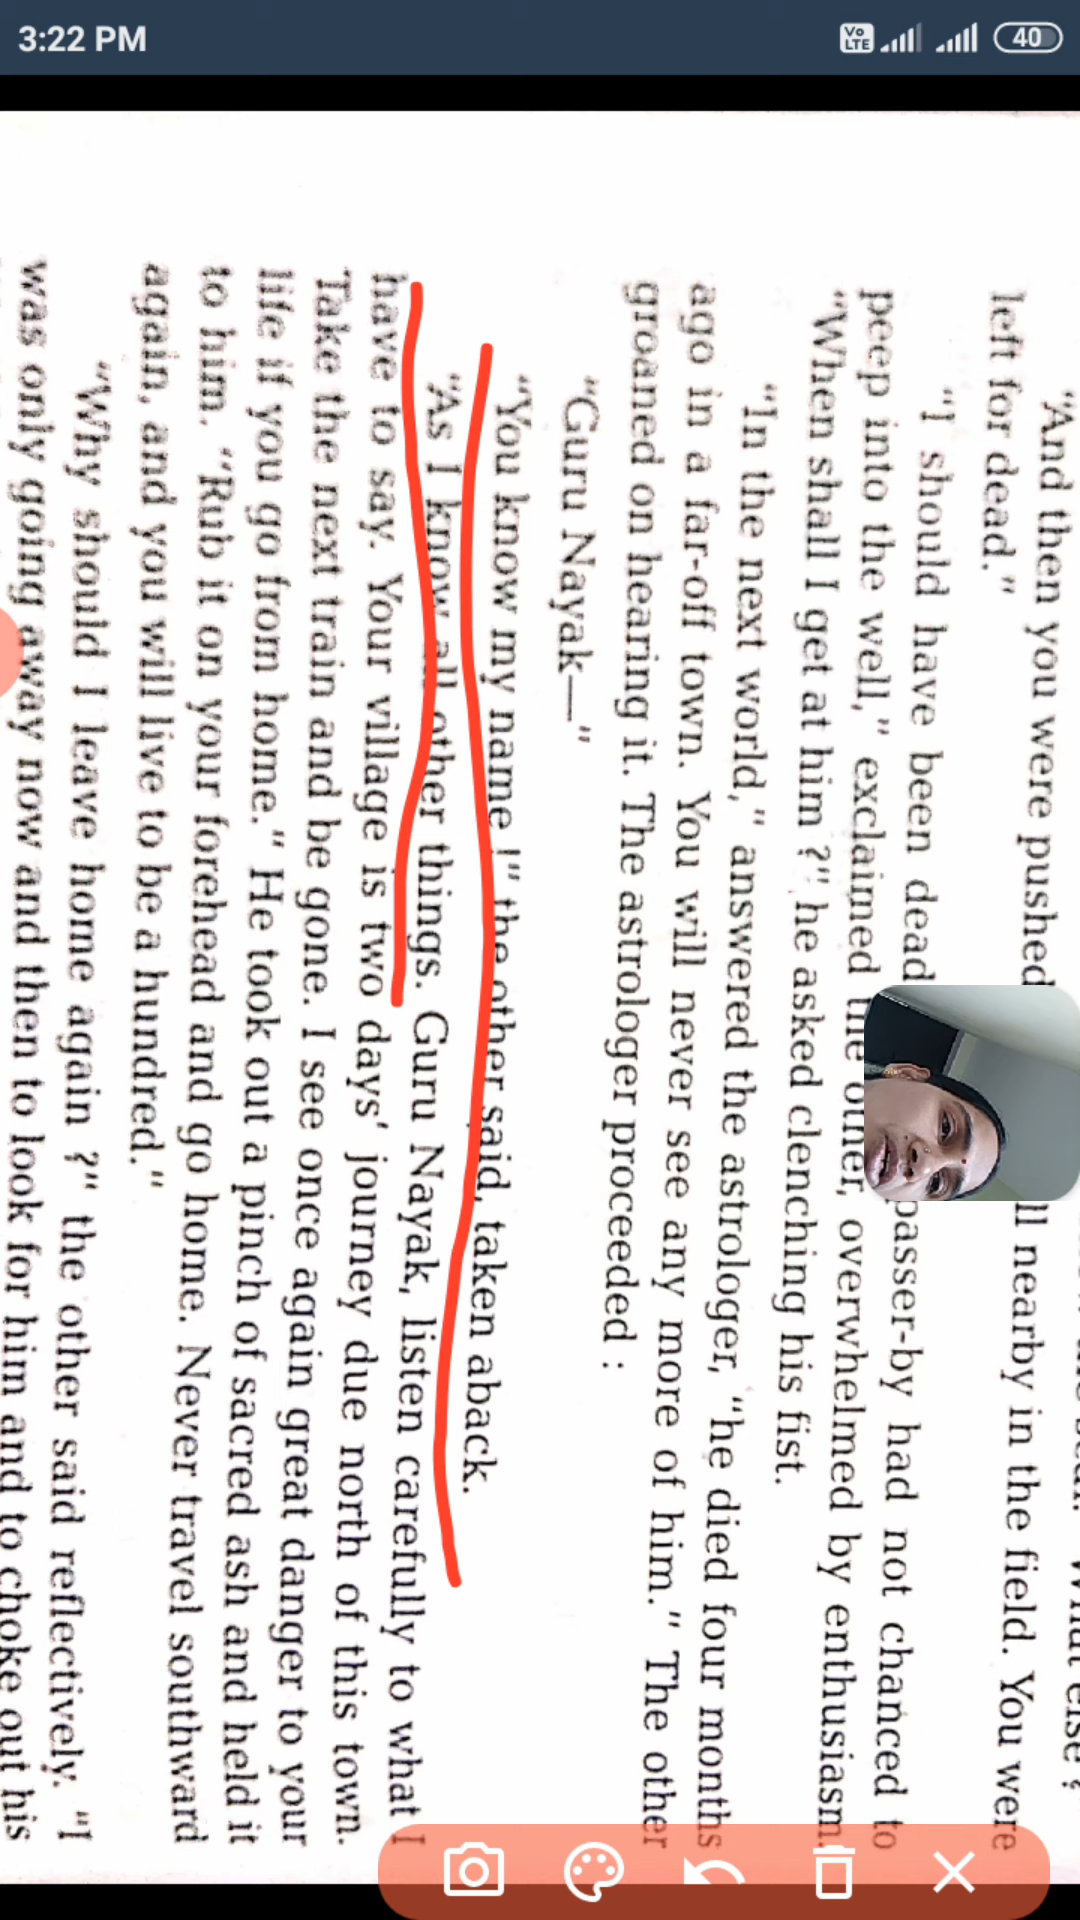 3:22 PM
Vo LTE
40
else ?
"And then you were pushed ll nearby in the field. You were
left for dead."
"I should have been dead passer-by had not chanced to
peep into the well," exclaimed the other, overwhelmed by enthusiasm.
"When shall I get at him ?" he asked clenching his fist.
"In the next world," answered the astrologer, "he died four months
ago in a far-off town. You will never see any more of him." The other
groaned on hearing it. The astrologer proceeded :
"Guru Nayak—"
"You know my name !" the other said, taken aback.
"As I know all other things. Guru Nayak, listen carefully to what I
have to say. Your village is two days' journey due north of this town.
Take the next train and be gone. I see once again great danger to your
life if you go from home." He took out a pinch of sacred ash and held it
to him. "Rub it on your forehead and go home. Never travel southward
again, and you will live to be a hundred."
"Why should I leave home again ?" the other said reflectively. "I
was only going away now and then to look for him and to choke out his